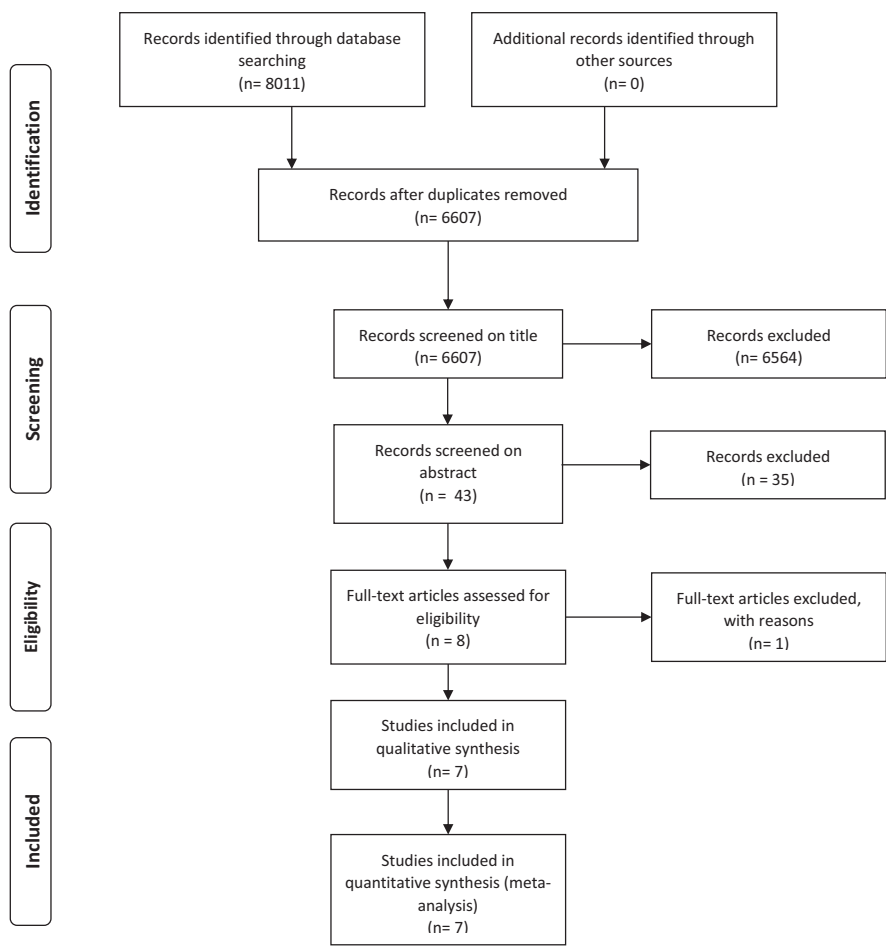 Records identified through database
searching
(n= 8011)
Additional records identified through
other sources
(n= 0)
Identification
Records after duplicates removed
(n= 6607)
Screening
Records screened on title
(n= 6607)
Records excluded
(n= 6564)
Records screened on
abstract
(n = 43)
Records excluded
(n = 35)
Eligibility
Full-text articles assessed for
eligibility
(n = 8)
Full-text articles excluded,
with reasons
(n= 1)
Included
Studies included in
qualitative synthesis
(n= 7)
Studies included in
quantitative synthesis (meta-
analysis)
(n= 7)